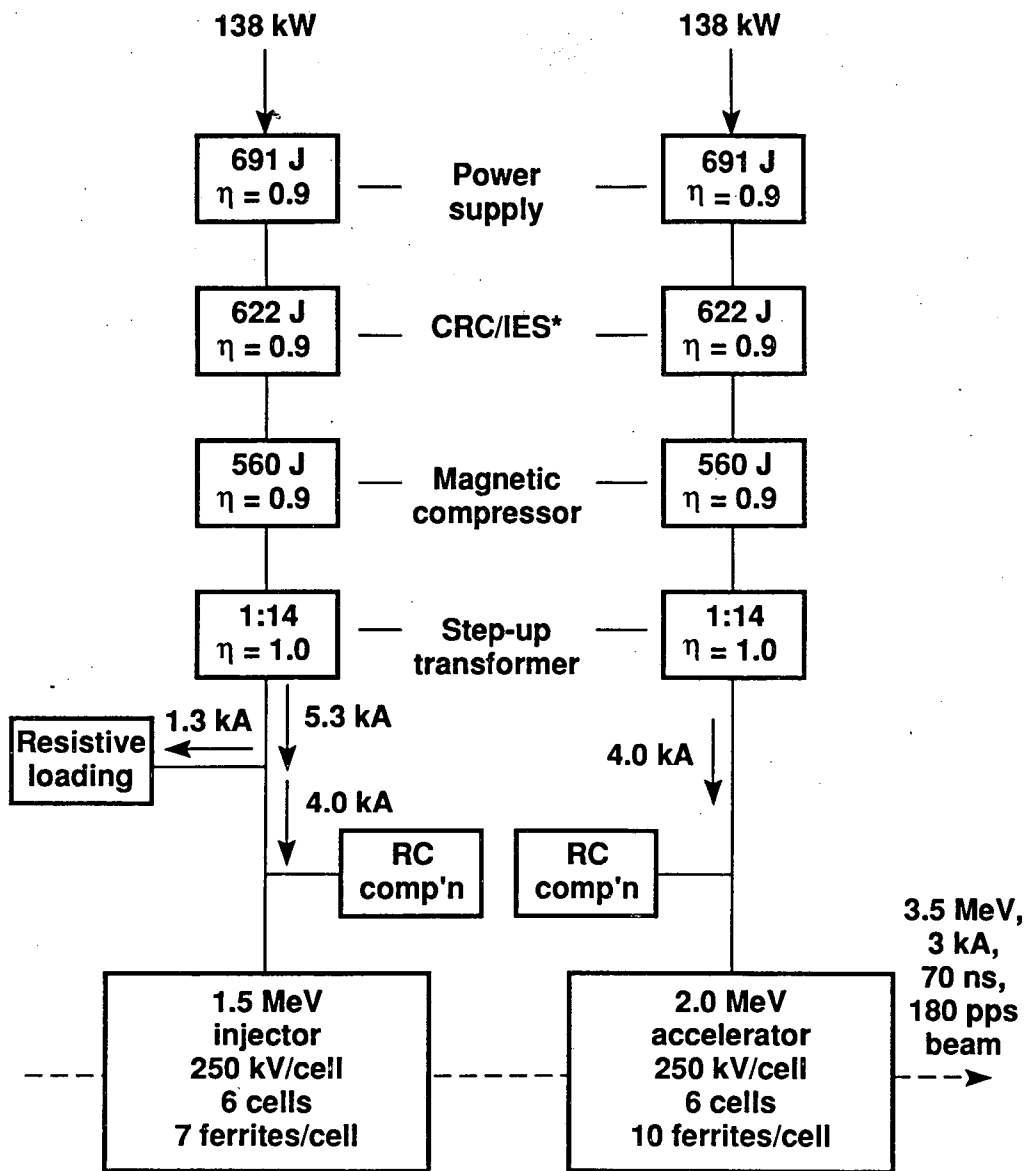 138 kW
138 kW
691 J
η = 0.9
Power
supply
691 J
η = 0.9
622 J
η = 0.9
CRC/IES*
622 J
η = 0.9
560 J
η = 0.9
Magnetic
compressor
560 J
η = 0.9
1:14
η = 1.0
Step-up
transformer
1:14
η = 1.0
Resistive
loading
1.3 kA
5.3 kA
4.0 kA
4.0 kA
RC
comp'n
RC
comp'n
1.5 MeV
injector
250 kV/cell
6 cells
7 ferrites/cell
2.0 MeV
accelerator
250 kV/cell
6 cells
10 ferrites/cell
3.5 MeV,
3 kA,
70 ns,
180 pps
beam